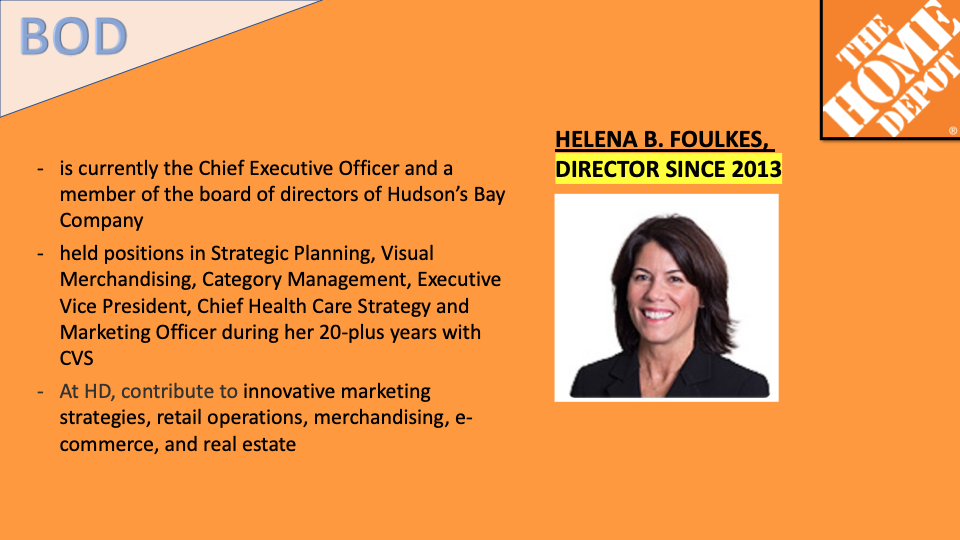 BOD
THE
HOME
DEPOT
®
HELENA B. FOULKES,
DIRECTOR SINCE 2013
- is currently the Chief Executive Officer and a
member of the board of directors of Hudson’s Bay
Company
- held positions in Strategic Planning, Visual
Merchandising, Category Management, Executive
Vice President, Chief Health Care Strategy and
Marketing Officer during her 20-plus years with
CVS
- At HD, contribute to innovative marketing
strategies, retail operations, merchandising, e-
commerce, and real estate